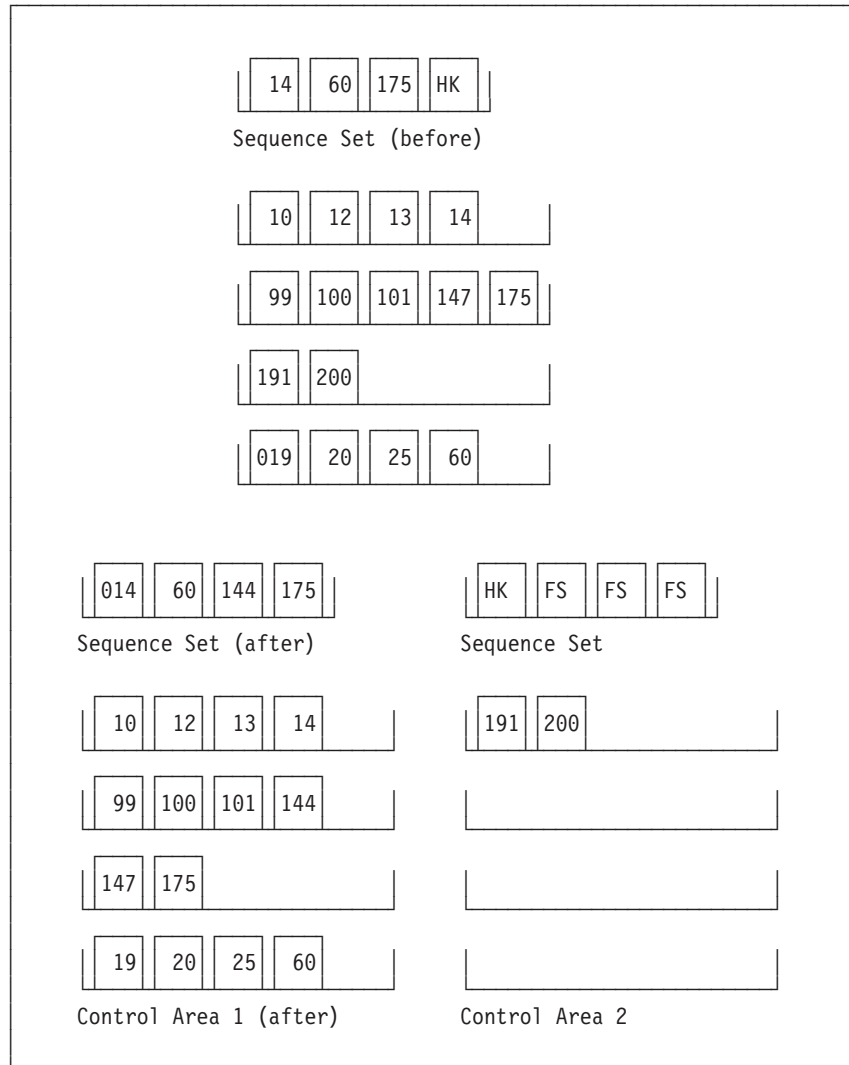 14 60 175 HK
Sequence Set (before)
10 12 13 14
99 100 101 147 175
191 200
019 20 25 60
014 60 144 175 HK FS FS FS
Sequence Set (after) Sequence Set
10 12 13 14 191 200
99 100 101 144
147 175
19 20 25 60
Control Area 1 (after) Control Area 2